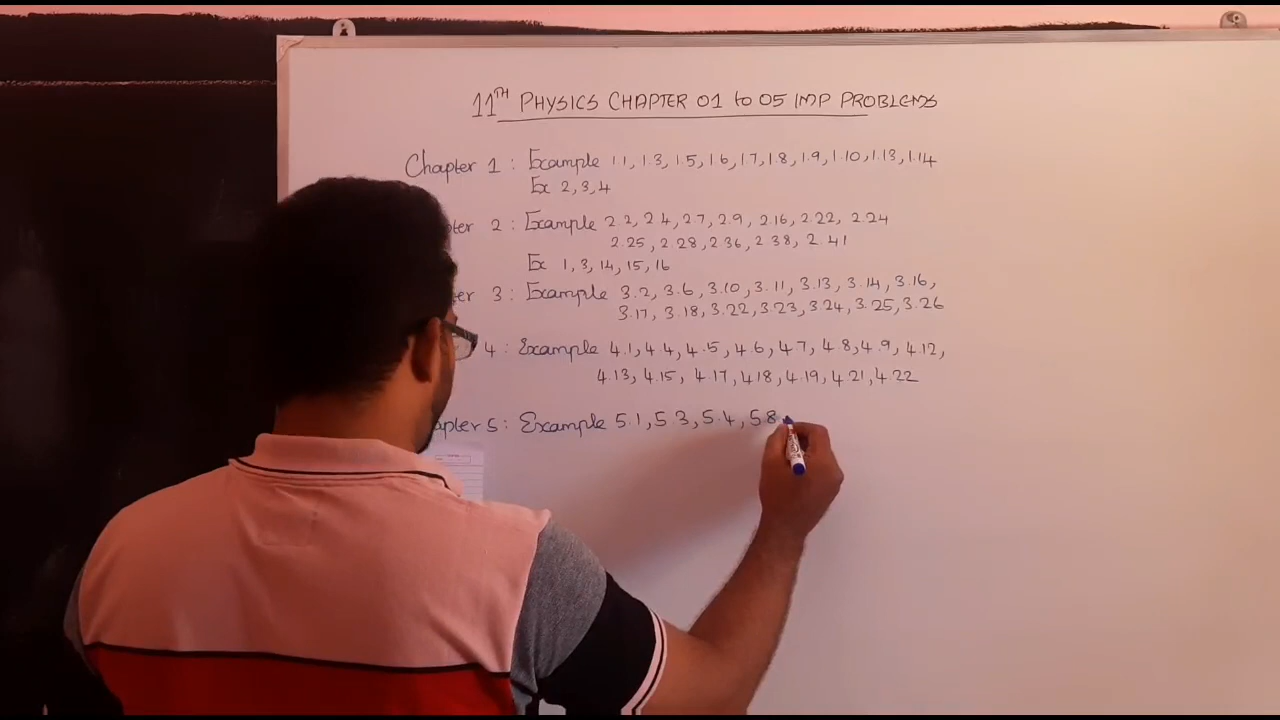 11TH PHYSICS CHAPTER 01 to 05 IMP PROBLEMS
Chapter 1 : Example 1.1, 1.3, 1.5, 1.6, 1.7, 1.8, 1.9, 1.10, 1.13, 1.14
Ex 2, 3, 4
pter 2 : Example 2.2, 2.4, 2.7, 2.9, 2.16, 2.22, 2.24
2.25, 2.28, 2.36, 2.38, 2.41
Ex 1, 3, 14, 15, 16
er 3 : Example 3.2, 3.6, 3.10, 3.11, 3.13, 3.14, 3.16,
3.17, 3.18, 3.22, 3.23, 3.24, 3.25, 3.26
4 : Example 4.1, 4.4, 4.5, 4.6, 4.7, 4.8, 4.9, 4.12,
4.13, 4.15, 4.17, 4.18, 4.19, 4.21, 4.22
apter 5 : Example 5.1, 5.3, 5.4, 5.8